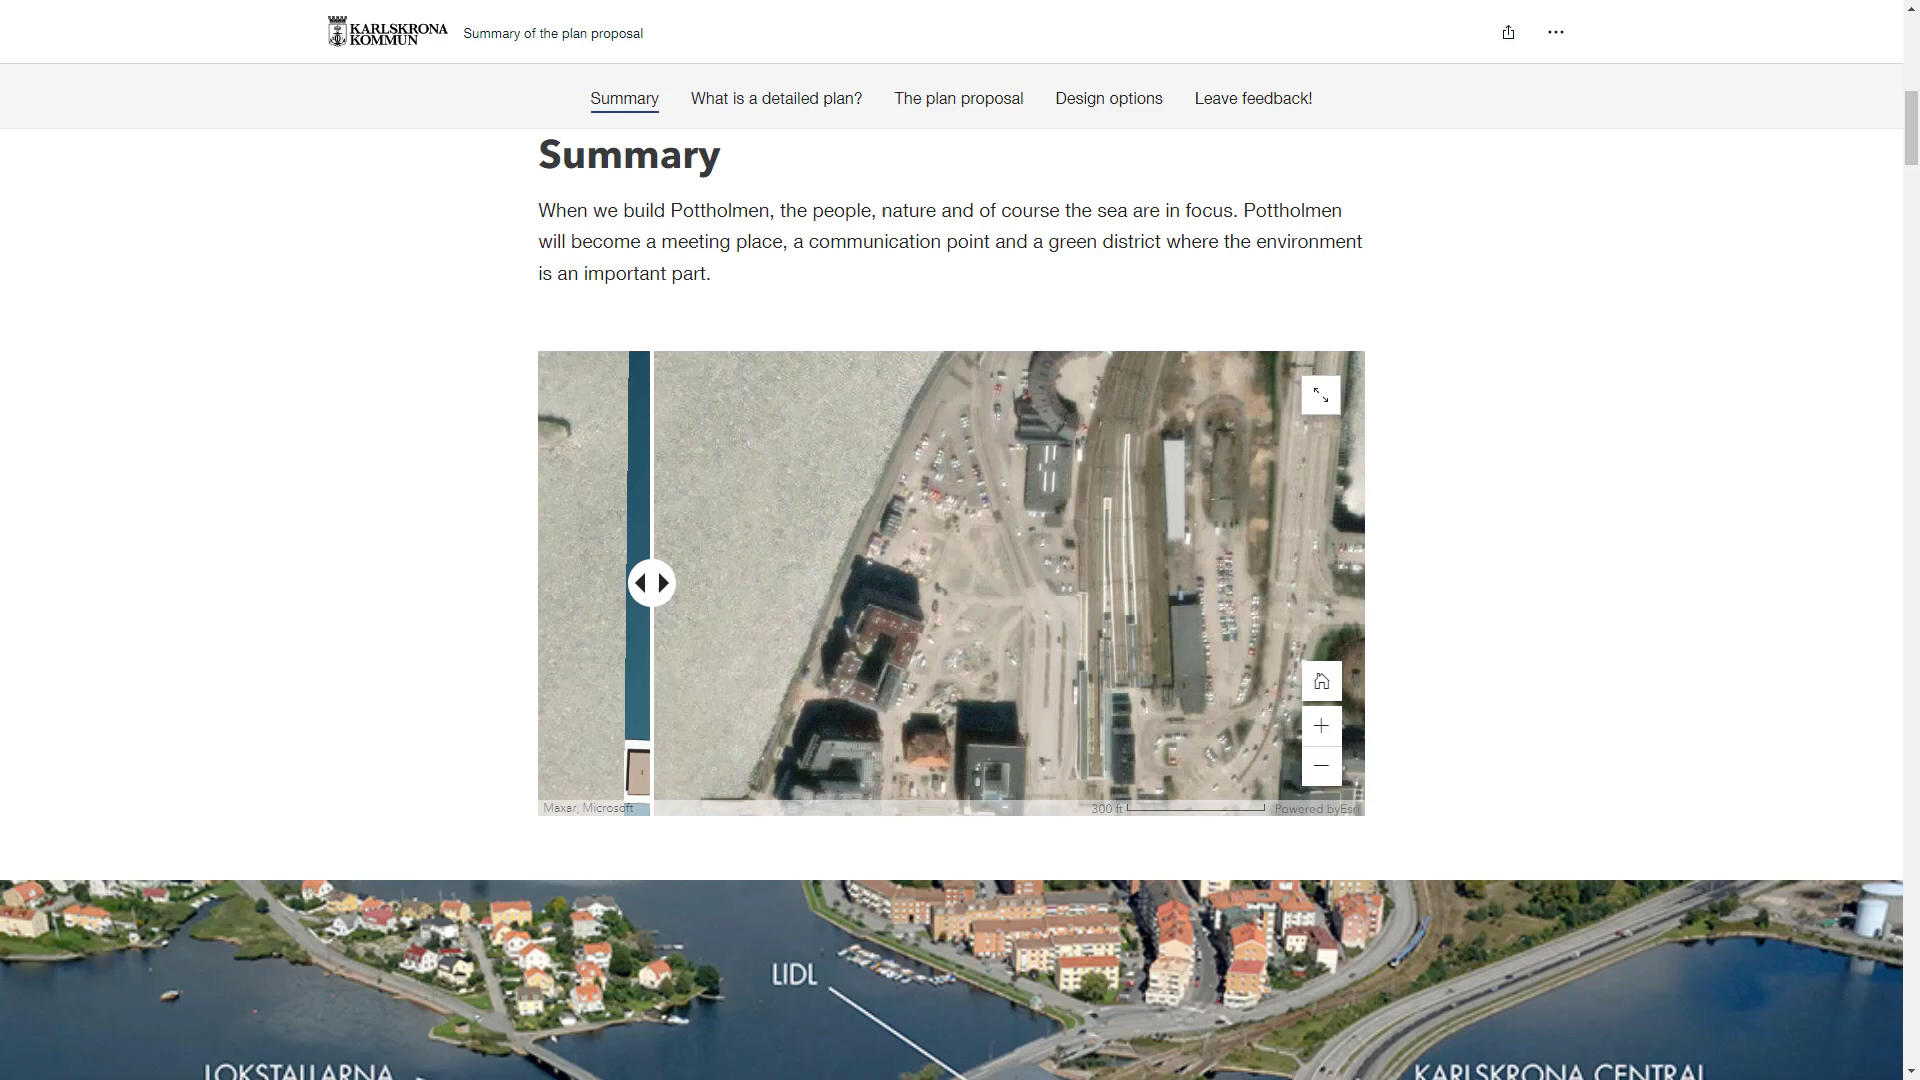 KARLSKRONA
KOMMUN
Summary of the plan proposal
Summary
What is a detailed plan?
The plan proposal
Design options
Leave feedback!
Summary
When we build Pottholmen, the people, nature and of course the sea are in focus. Pottholmen
will become a meeting place, a communication point and a green district where the environment
is an important part.
Maxar, Microsoft
300 ft
Powered by Esri
LIDL
LOKSTALLARNA
KARLSKRONA CENTRAL